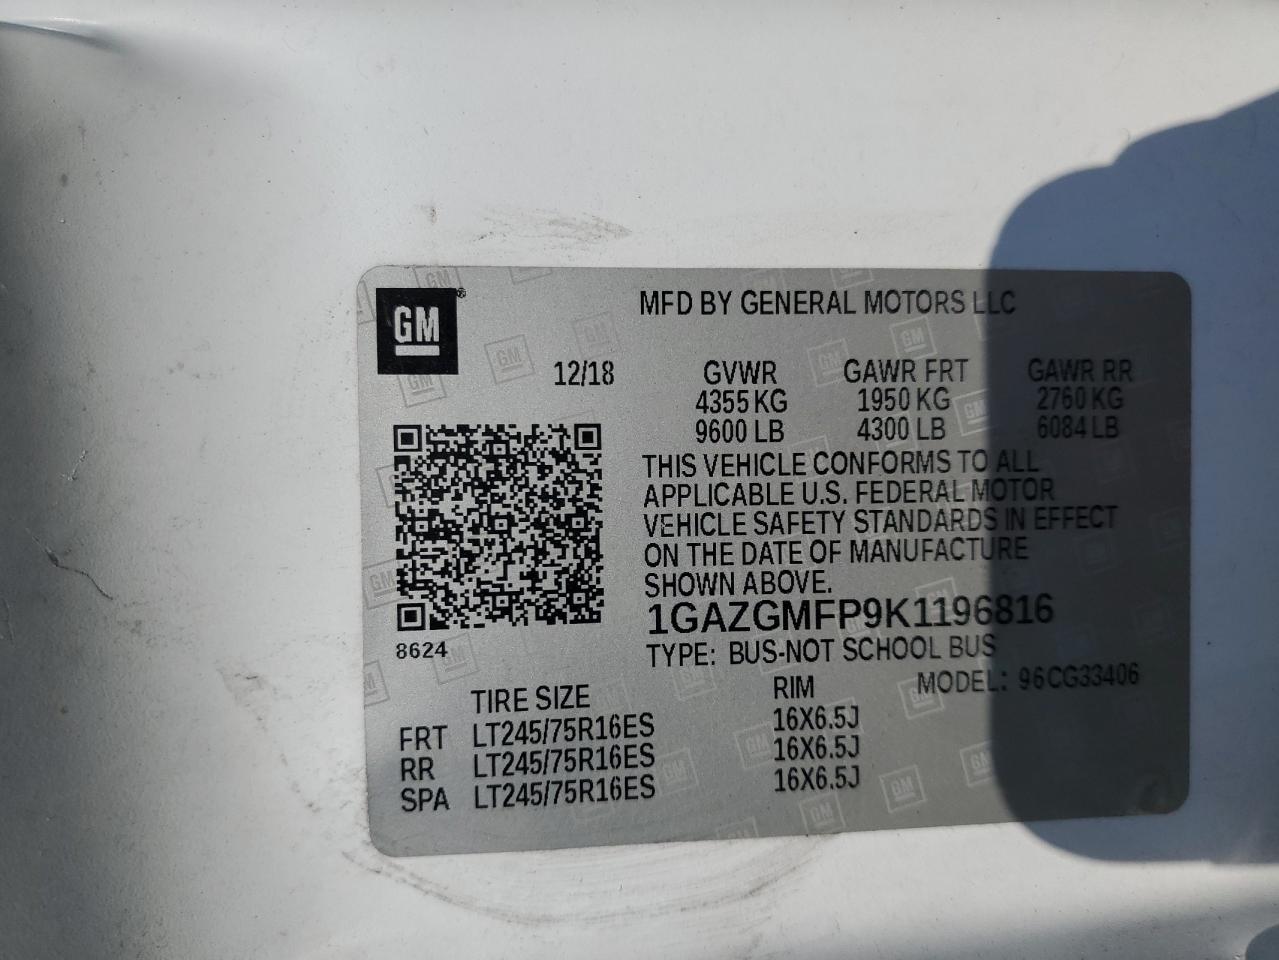 GM®
MFD BY GENERAL MOTORS LLC
12/18 GVWR GAWR FRT GAWR RR
4355 KG 1950 KG 2760 KG
9600 LB 4300 LB 6084 LB
THIS VEHICLE CONFORMS TO ALL
APPLICABLE U.S. FEDERAL MOTOR
VEHICLE SAFETY STANDARDS IN EFFECT
ON THE DATE OF MANUFACTURE
SHOWN ABOVE.
1GAZGMFP9K1196816
8624
TYPE: BUS-NOT SCHOOL BUS
MODEL: 96CG33406
TIRE SIZE RIM
FRT LT245/75R16ES 16X6.5J
RR LT245/75R16ES 16X6.5J
SPA LT245/75R16ES 16X6.5J